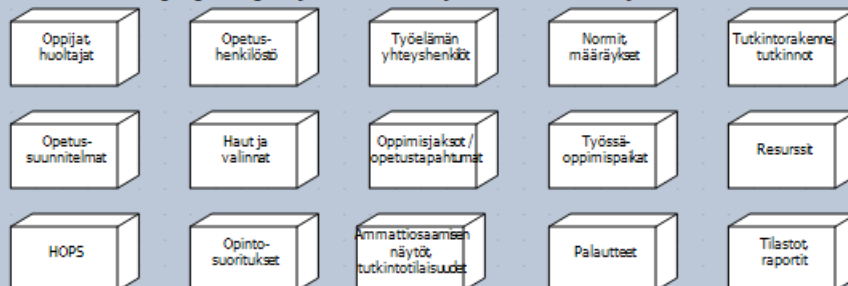 Oppijat,
huoltajat
Opetus-
henkilöstö
Työelämän
yhteyshenkilöt
Normit,
määräykset
Tutkintorakenne,
tutkinnot
Opetus-
suunnitelmat
Haut ja
valinnat
Oppimisjaksot /
opetustapahtumat
Työssä-
oppimispaikat
Resurssit
HOPS
Opinto-
suoritukset
Ammattiosaamisen
näytöt,
tutkintotilaisuudet
Palautteet
Tilastot,
raportit